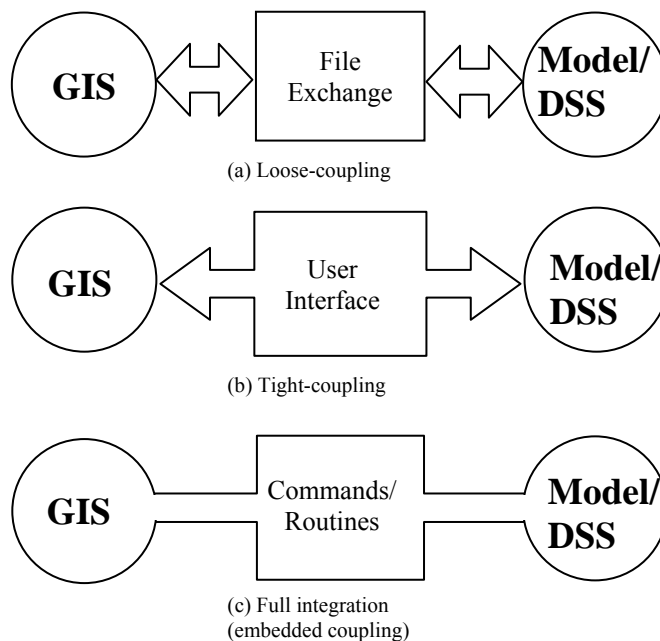 GIS
File
Exchange
Model/
DSS
(a) Loose-coupling
GIS
User
Interface
Model/
DSS
(b) Tight-coupling
GIS
Commands/
Routines
Model/
DSS
(c) Full integration
(embedded coupling)